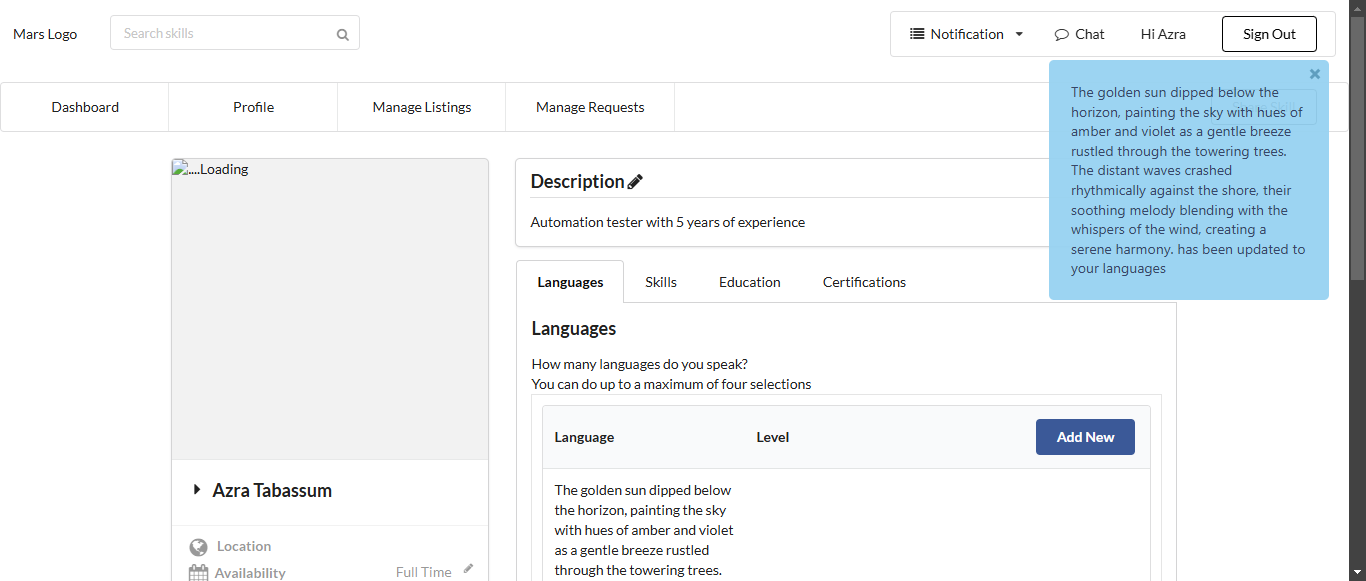 Mars Logo
Search skills
Notification
Chat
Hi Azra
Sign Out
Dashboard
Profile
Manage Listings
Manage Requests
The golden sun dipped below the
horizon, painting the sky with hues of
amber and violet as a gentle breeze
rustled through the towering trees.
The distant waves crashed
rhythmically against the shore, their
soothing melody blending with the
whispers of the wind, creating a
serene harmony. has been updated to
your languages
....Loading
Description
Automation tester with 5 years of experience
Languages
Skills
Education
Certifications
Languages
How many languages do you speak?
You can do up to a maximum of four selections
Language
Level
Add New
The golden sun dipped below
the horizon, painting the sky
with hues of amber and violet
as a gentle breeze rustled
through the towering trees.
Azra Tabassum
Location
Availability
Full Time